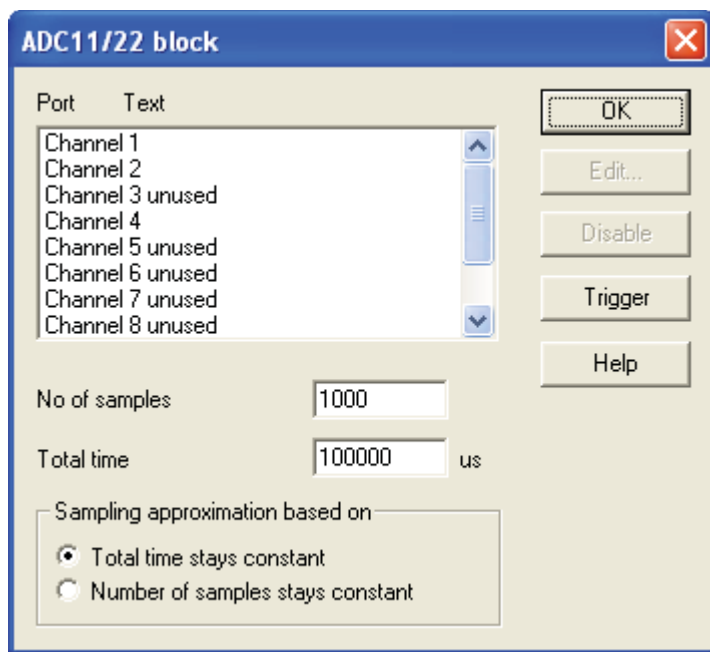 ADC11/22 block
Port Text
Channel 1
Channel 2
Channel 3 unused
Channel 4
Channel 5 unused
Channel 6 unused
Channel 7 unused
Channel 8 unused
OK
Edit...
Disable
Trigger
Help
No of samples 1000
Total time 100000 us
Sampling approximation based on
Total time stays constant
Number of samples stays constant